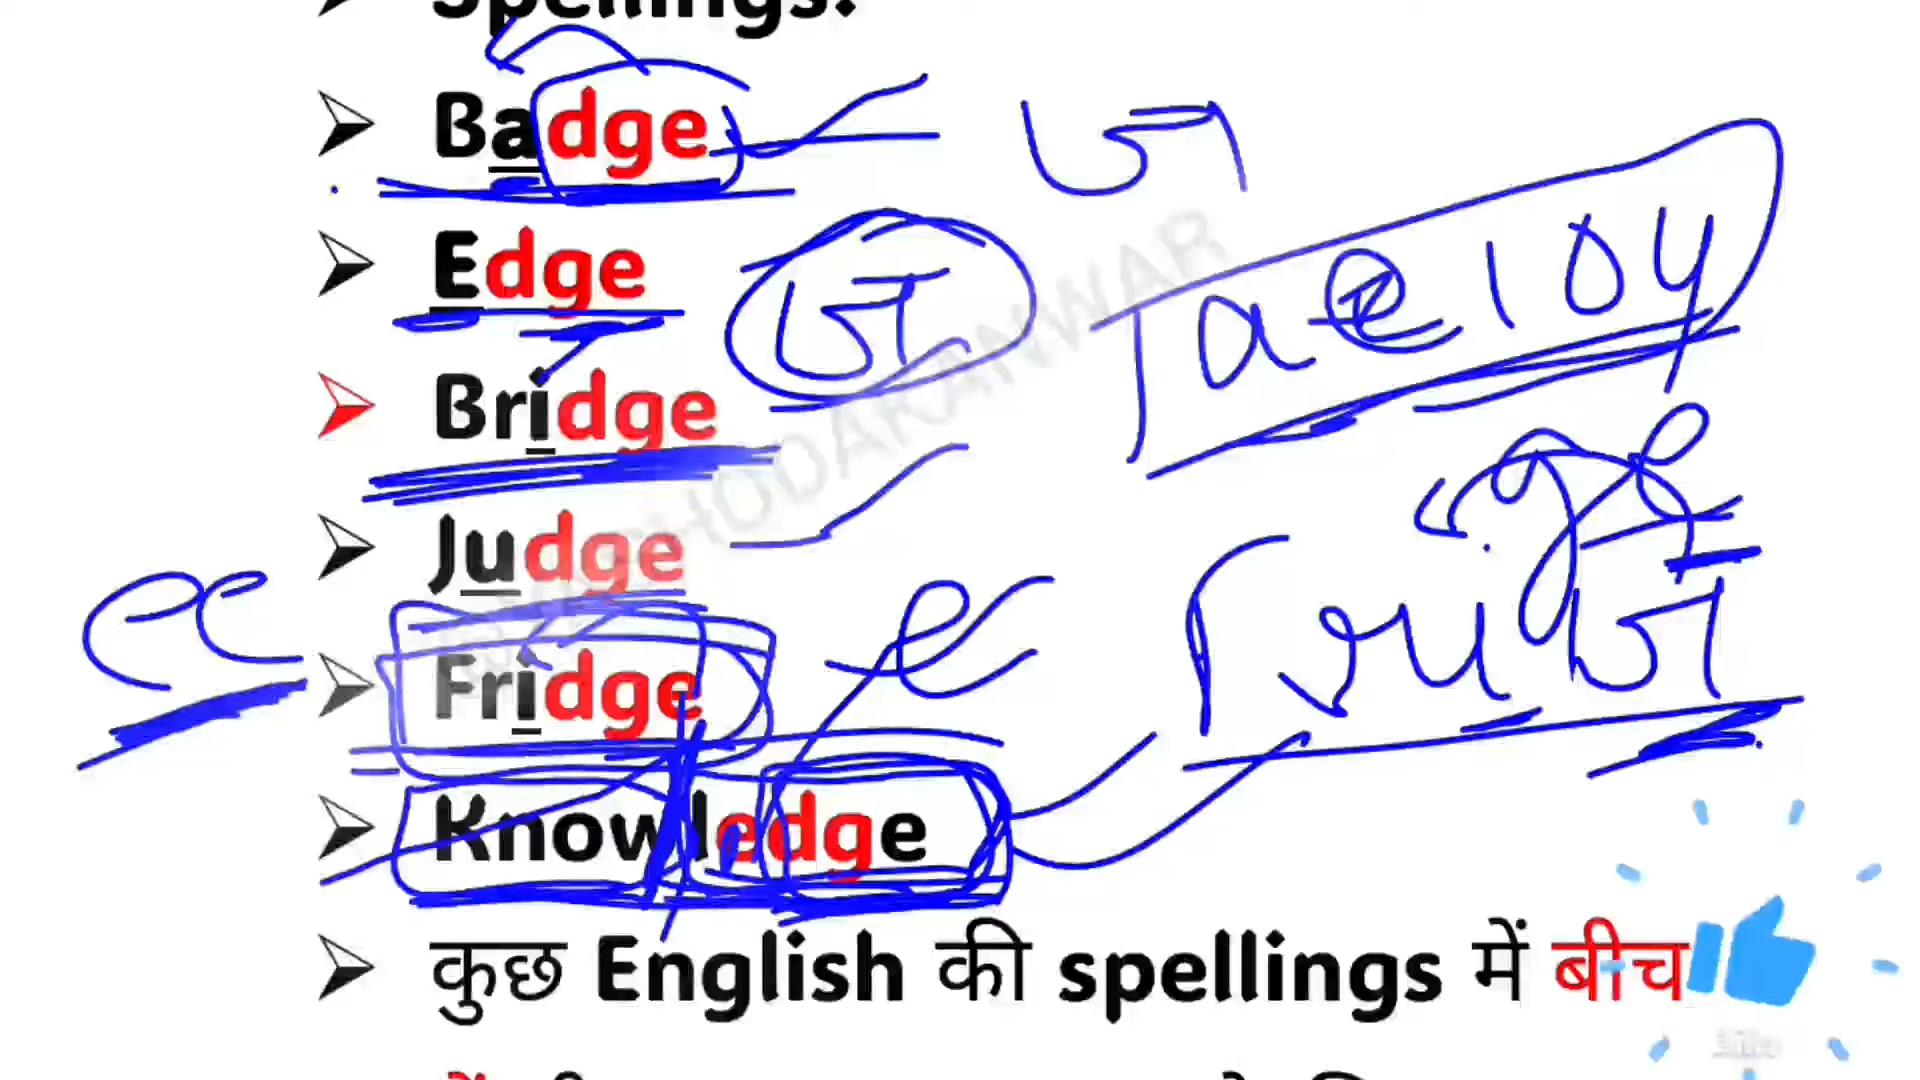 Spellings:
Badge
ज
Edge
ज
a e i o y
Bridge
Judge
Fridge
e
Knowledge
कुछ English की spellings में बीच